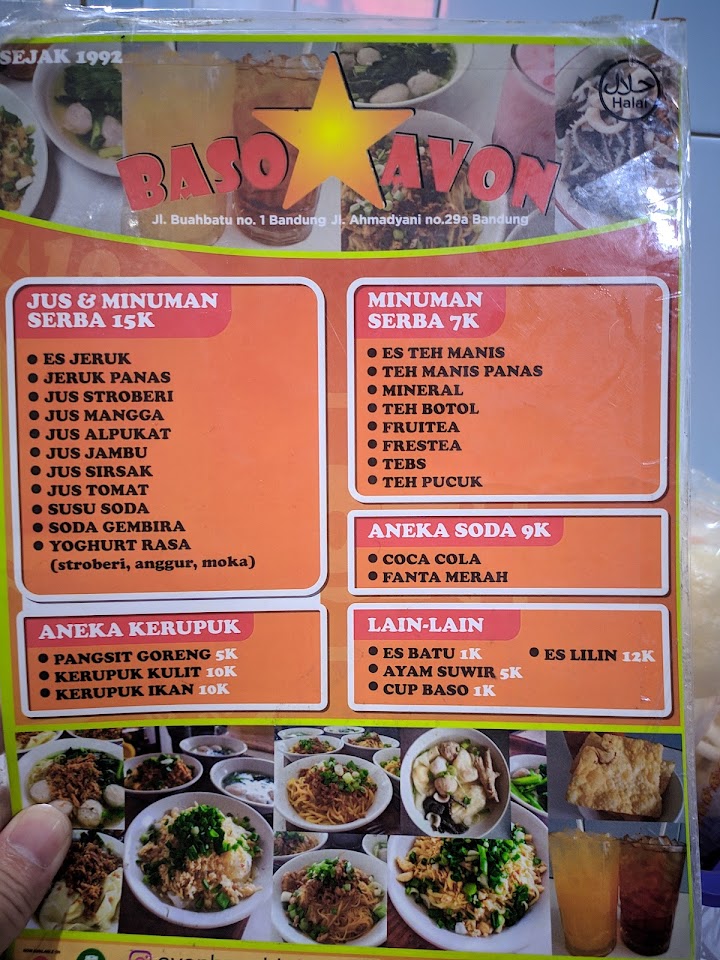 SEJAK 1992
حلال
Halal
BASO AVON
Jl. Buahbatu no. 1 Bandung Jl. Ahmadyani no.29a Bandung
JUS & MINUMAN
SERBA 15K
ES JERUK
JERUK PANAS
JUS STROBERI
JUS MANGGA
JUS ALPUKAT
JUS JAMBU
JUS SIRSAK
JUS TOMAT
SUSU SODA
SODA GEMBIRA
YOGHURT RASA
(stroberi, anggur, moka)
ANEKA KERUPUK
PANGSIT GORENG 5K
KERUPUK KULIT 10K
KERUPUK IKAN 10K
MINUMAN
SERBA 7K
ES TEH MANIS
TEH MANIS PANAS
MINERAL
TEH BOTOL
FRUITEA
FRESTEA
TEBS
TEH PUCUK
ANEKA SODA 9K
COCA COLA
FANTA MERAH
LAIN-LAIN
ES BATU 1K
AYAM SUWIR 5K
CUP BASO 1K
ES LILIN 12K